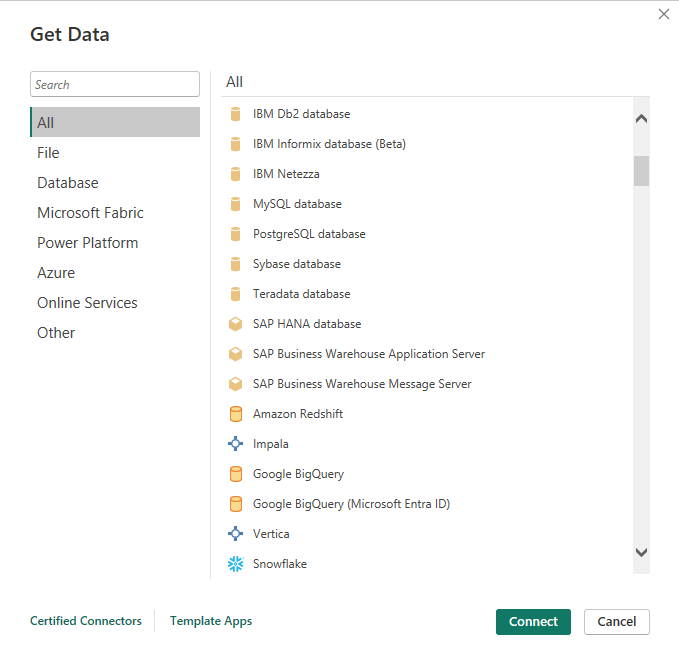 Get Data
Search
All
File
Database
Microsoft Fabric
Power Platform
Azure
Online Services
Other
All
IBM Db2 database
IBM Informix database (Beta)
IBM Netezza
MySQL database
PostgreSQL database
Sybase database
Teradata database
SAP HANA database
SAP Business Warehouse Application Server
SAP Business Warehouse Message Server
Amazon Redshift
Impala
Google BigQuery
Google BigQuery (Microsoft Entra ID)
Vertica
Snowflake
Certified Connectors
Template Apps
Connect
Cancel